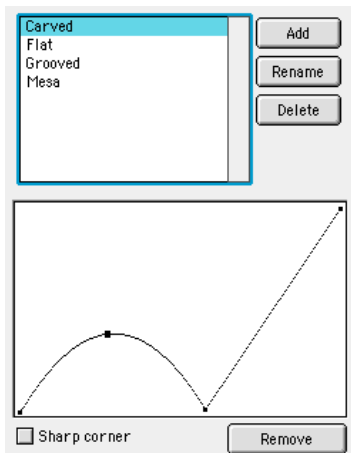 Carved
Flat
Grooved
Mesa
Add
Rename
Delete
Sharp corner
Remove